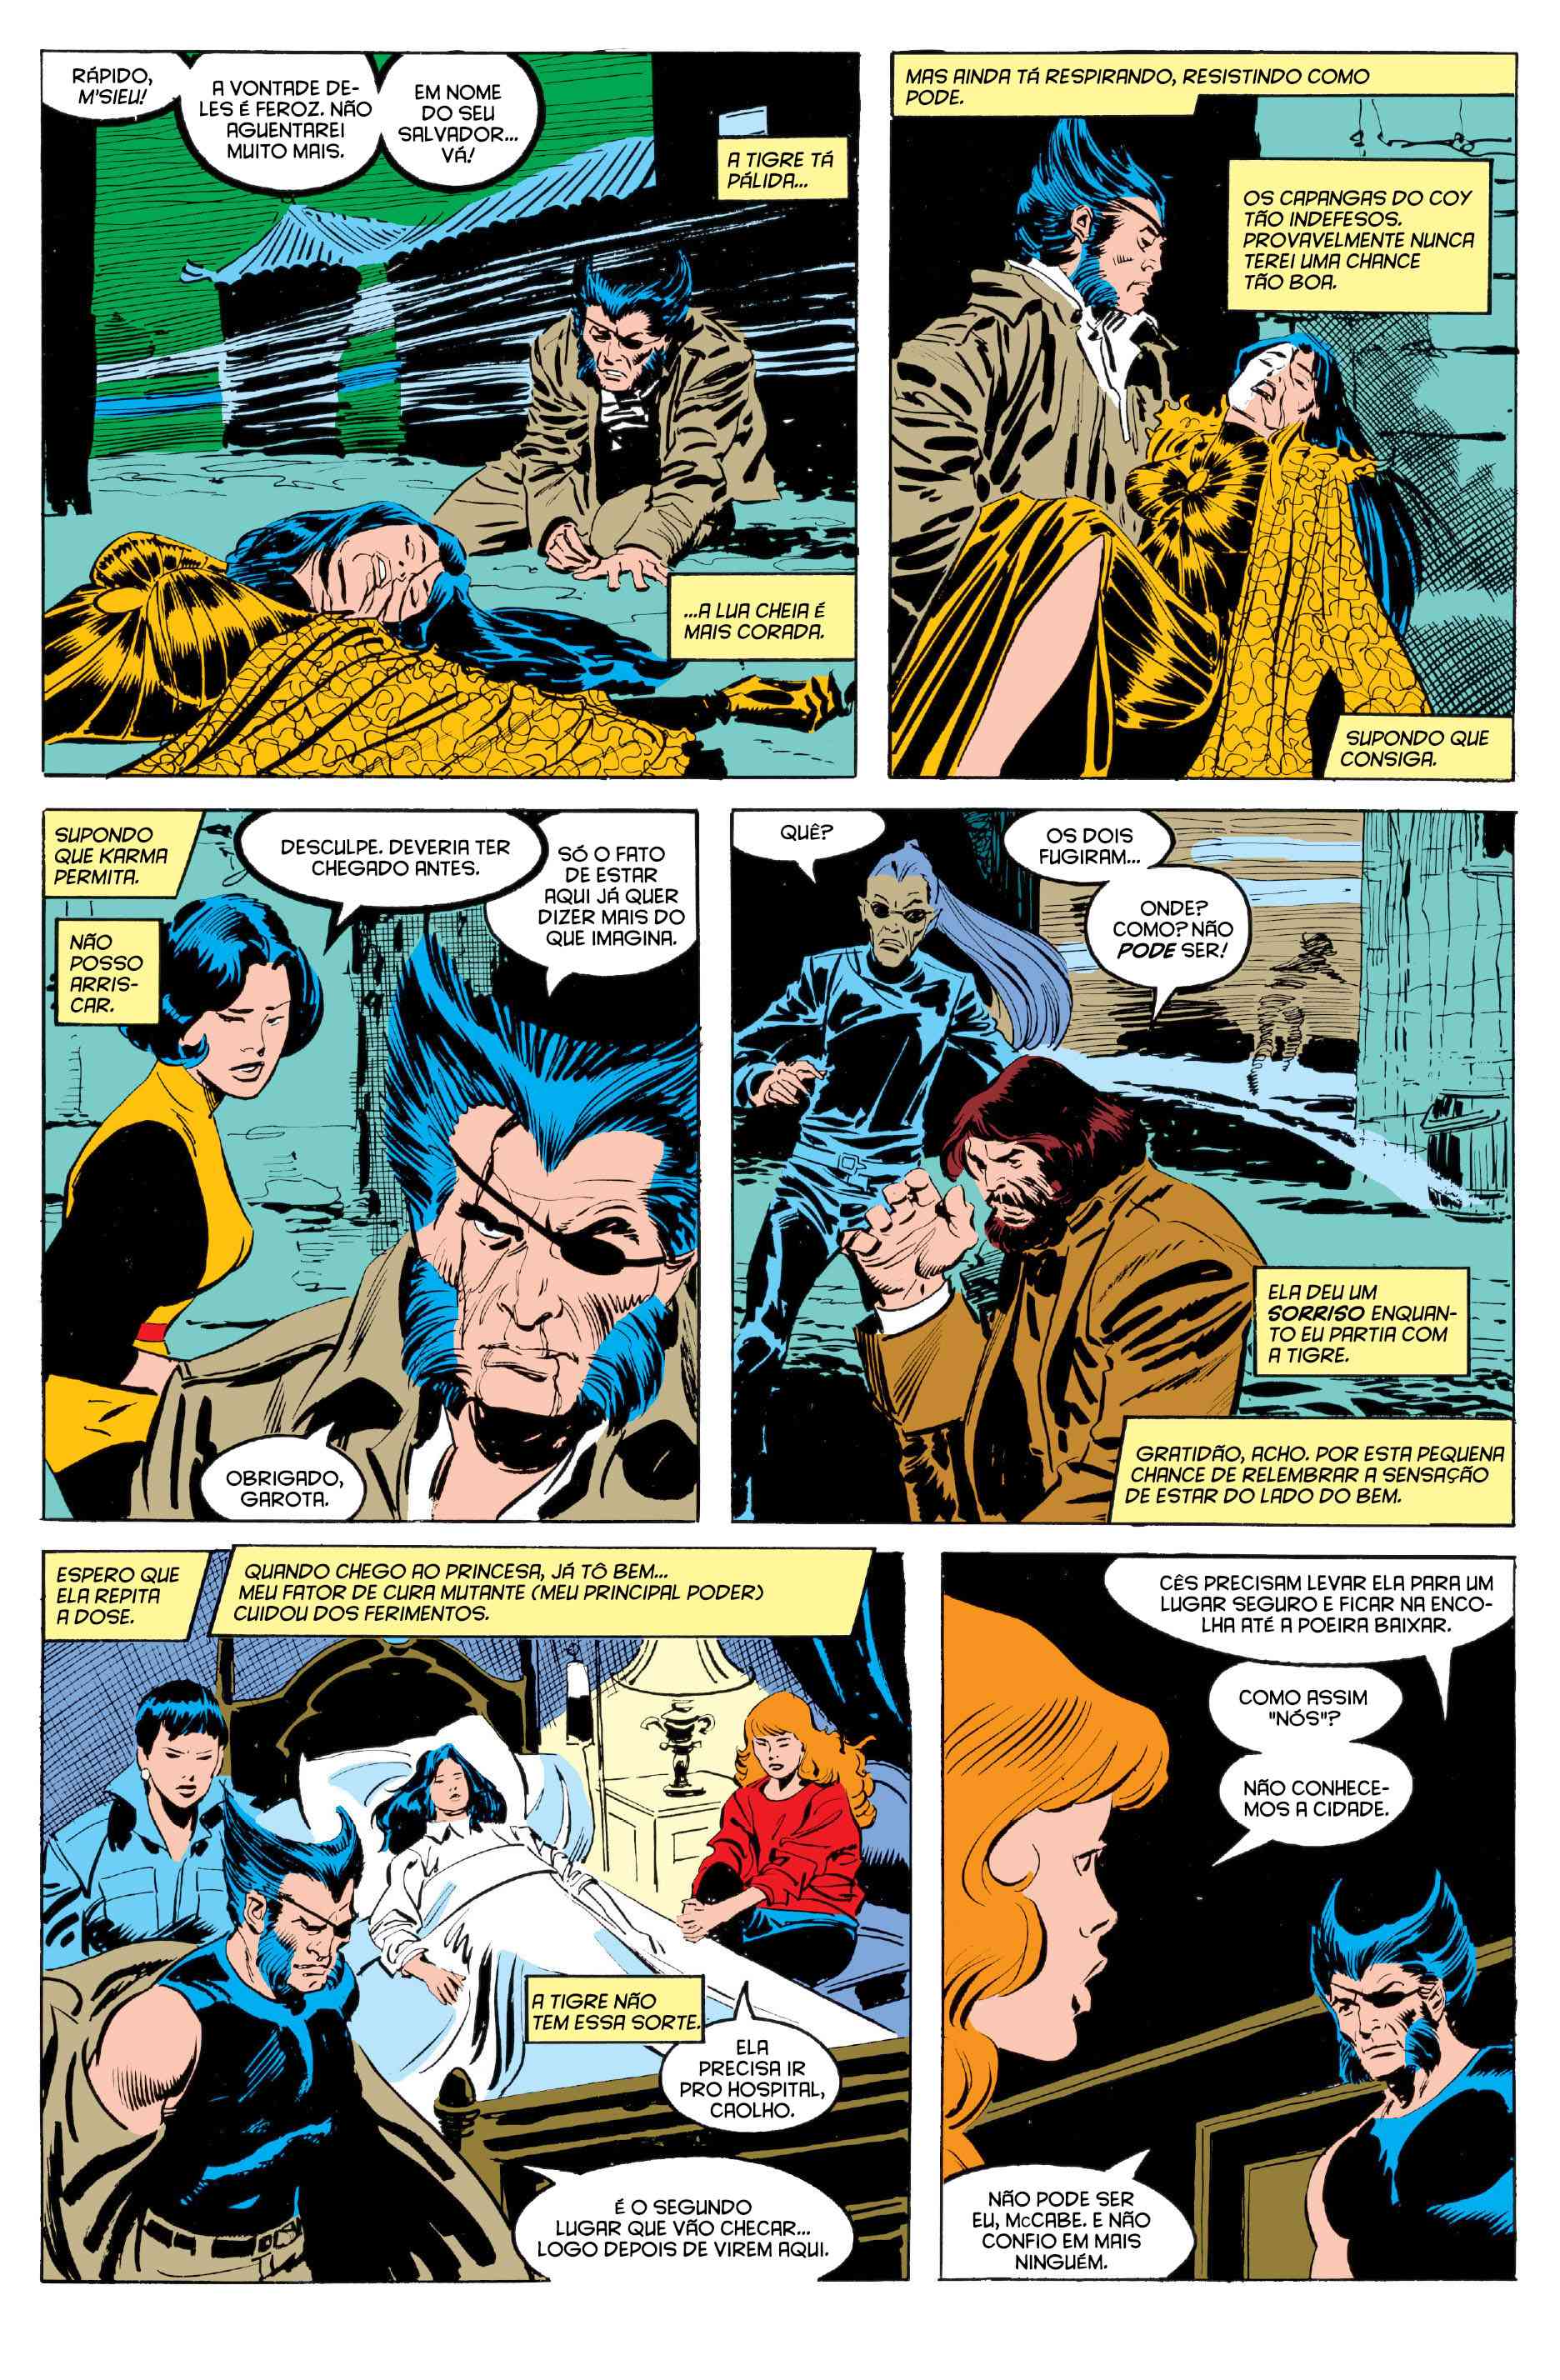 RÁPIDO,
M'SIEU!
A VONTADE DE-
LES É FEROZ. NÃO
AGUENTAREI
MUITO MAIS.
EM NOME
DO SEU
SALVADOR...
VÁ!
A TIGRE TÁ
PÁLIDA...
...A LUA CHEIA É
MAIS CORADA.
MAS AINDA TÁ RESPIRANDO, RESISTINDO COMO
PODE.
OS CAPANGAS DO COY
TÃO INDEFESOS.
PROVAVELMENTE NUNCA
TEREI UMA CHANCE
TÃO BOA.
SUPONDO QUE
CONSIGA.
SUPONDO
QUE KARMA
PERMITA.
NÃO
POSSO
ARRIS-
CAR.
DESCULPE. DEVERIA TER
CHEGADO ANTES.
SÓ O FATO
DE ESTAR
AQUI JÁ QUER
DIZER MAIS DO
QUE IMAGINA.
OBRIGADO,
GAROTA.
QUÊ?
OS DOIS
FUGIRAM...
ONDE?
COMO? NÃO
PODE SER!
ELA DEU UM
SORRISO ENQUAN-
TO EU PARTIA COM
A TIGRE.
GRATIDÃO, ACHO. POR ESTA PEQUENA
CHANCE DE RELEMBRAR A SENSAÇÃO
DE ESTAR DO LADO DO BEM.
ESPERO QUE
ELA REPITA
A DOSE.
QUANDO CHEGO AO PRINCESA, JÁ TÔ BEM...
MEU FATOR DE CURA MUTANTE (MEU PRINCIPAL PODER)
CUIDOU DOS FERIMENTOS.
A TIGRE NÃO
TEM ESSA SORTE.
ELA
PRECISA IR
PRO HOSPITAL,
CAOLHO.
É O SEGUNDO
LUGAR QUE VÃO CHECAR...
LOGO DEPOIS DE VIREM AQUI.
CÊS PRECISAM LEVAR ELA PARA UM
LUGAR SEGURO E FICAR NA ENCO-
LHA ATÉ A POEIRA BAIXAR.
COMO ASSIM
"NÓS"?
NÃO CONHECE-
MOS A CIDADE.
NÃO PODE SER
EU, McCABE. E NÃO
CONFIO EM MAIS
NINGUÉM.